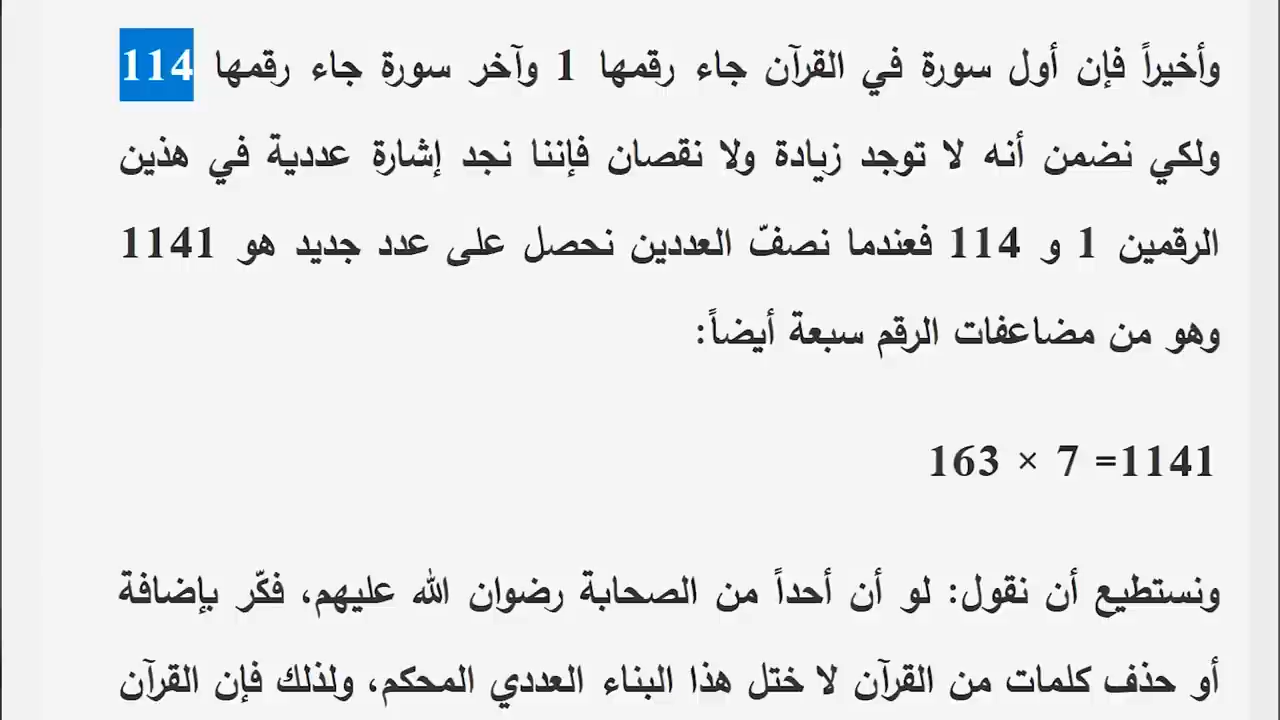 وأخيراً فإن أول سورة في القرآن جاء رقمها 1 وآخر سورة جاء رقمها 114
ولكي نضمن أنه لا توجد زيادة ولا نقصان فإننا نجد إشارة عددية في هذين
الرقمين 1 و 114 فعندما نصفّ العددين نحصل على عدد جديد هو 1141
وهو من مضاعفات الرقم سبعة أيضاً:
163 × 7 =1141
ونستطيع أن نقول: لو أن أحداً من الصحابة رضوان الله عليهم، فكّر بإضافة
أو حذف كلمات من القرآن لا ختل هذا البناء العددي المحكم، ولذلك فإن القرآن